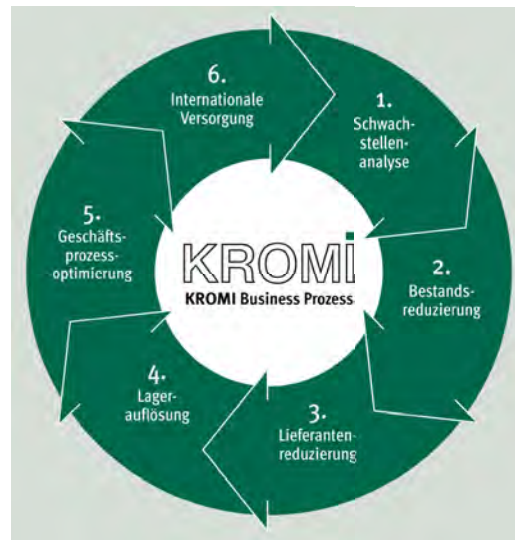 1.
Schwach-
stellen-
analyse
2.
Bestands-
reduzierung
3.
Lieferanten-
reduzierung
4.
Lager-
auflösung
5.
Geschäfts-
prozess-
optimierung
6.
Internationale
Versorgung
KROMI
KROMI Business Prozess